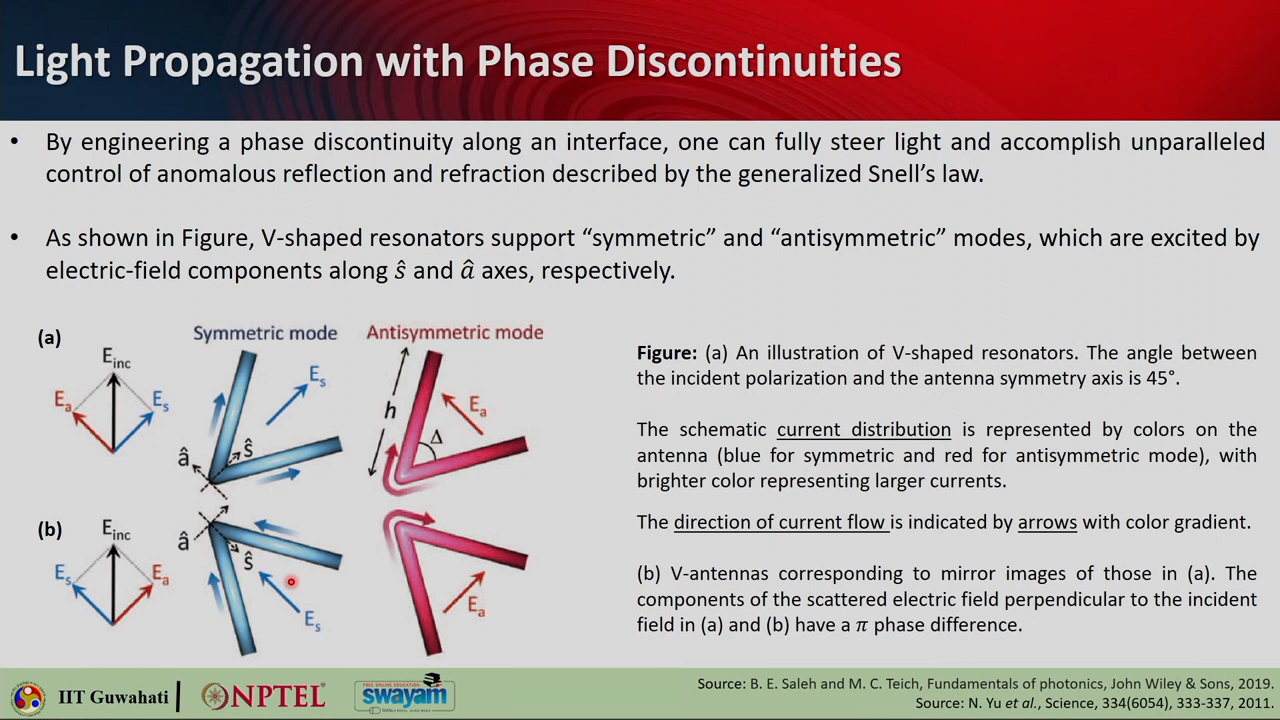 Light Propagation with Phase Discontinuities
• By engineering a phase discontinuity along an interface, one can fully steer light and accomplish unparalleled
control of anomalous reflection and refraction described by the generalized Snell's law.
• As shown in Figure, V-shaped resonators support “symmetric” and “antisymmetric” modes, which are excited by
electric-field components along ŝ and â axes, respectively.
(a)
Symmetric mode
Antisymmetric mode
E_inc
E_a
E_s
E_s
h
E_a
Δ
â
ŝ
(b)
E_inc
â
ŝ
E_s
E_a
E_s
E_a
Figure: (a) An illustration of V-shaped resonators. The angle between
the incident polarization and the antenna symmetry axis is 45°.
The schematic current distribution is represented by colors on the
antenna (blue for symmetric and red for antisymmetric mode), with
brighter color representing larger currents.
The direction of current flow is indicated by arrows with color gradient.
(b) V-antennas corresponding to mirror images of those in (a). The
components of the scattered electric field perpendicular to the incident
field in (a) and (b) have a π phase difference.
IIT Guwahati
NPTEL
FREE ONLINE EDUCATION
swayam
Source: B. E. Saleh and M. C. Teich, Fundamentals of photonics, John Wiley & Sons, 2019.
Source: N. Yu et al., Science, 334(6054), 333-337, 2011.